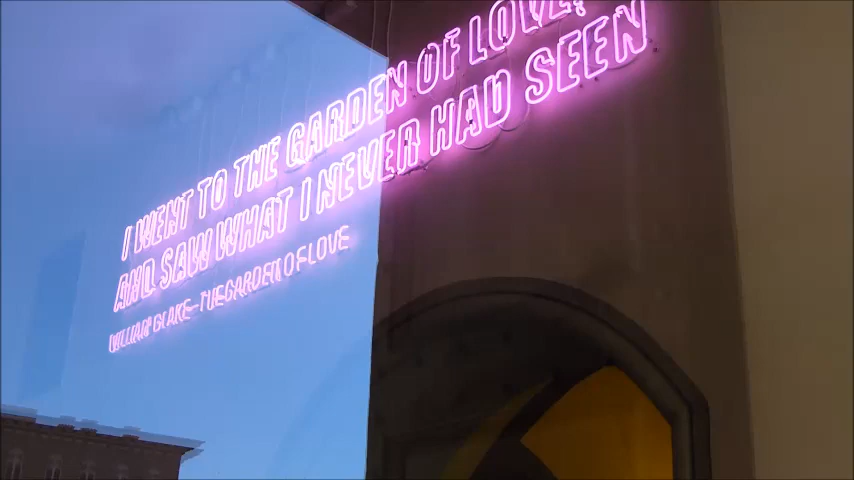 I WENT TO THE GARDEN OF LOVE,
AND SAW WHAT I NEVER HAD SEEN
WILLIAM BLAKE-THE GARDEN OF LOVE